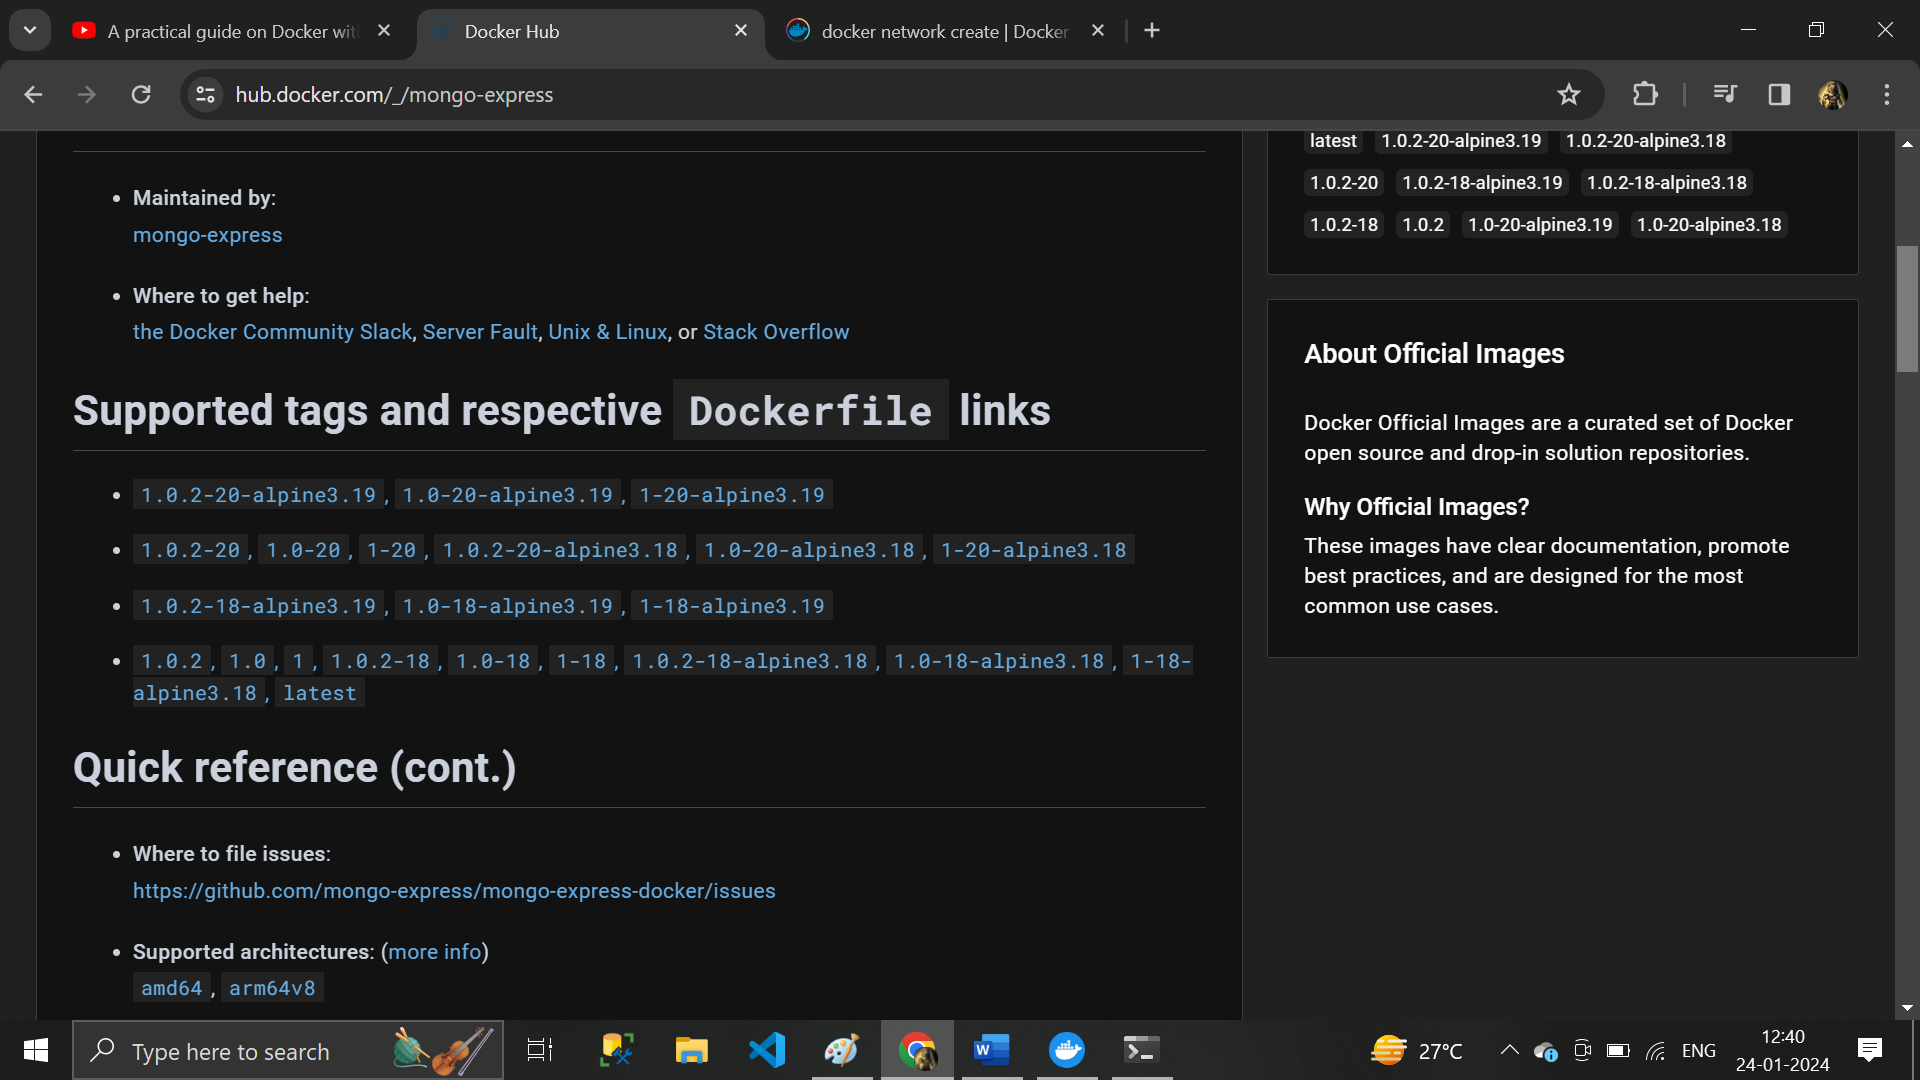 A practical guide on Docker wit
Docker Hub
docker network create | Docker
hub.docker.com/_/mongo-express
Maintained by:
mongo-express
Where to get help:
the Docker Community Slack, Server Fault, Unix & Linux, or Stack Overflow
Supported tags and respective Dockerfile links
1.0.2-20-alpine3.19, 1.0-20-alpine3.19, 1-20-alpine3.19
1.0.2-20, 1.0-20, 1-20, 1.0.2-20-alpine3.18, 1.0-20-alpine3.18, 1-20-alpine3.18
1.0.2-18-alpine3.19, 1.0-18-alpine3.19, 1-18-alpine3.19
1.0.2, 1.0, 1, 1.0.2-18, 1.0-18, 1-18, 1.0.2-18-alpine3.18, 1.0-18-alpine3.18, 1-18-
alpine3.18, latest
Quick reference (cont.)
Where to file issues:
https://github.com/mongo-express/mongo-express-docker/issues
Supported architectures: (more info)
amd64, arm64v8
latest 1.0.2-20-alpine3.19 1.0.2-20-alpine3.18
1.0.2-20 1.0.2-18-alpine3.19 1.0.2-18-alpine3.18
1.0.2-18 1.0.2 1.0-20-alpine3.19 1.0-20-alpine3.18
About Official Images
Docker Official Images are a curated set of Docker
open source and drop-in solution repositories.
Why Official Images?
These images have clear documentation, promote
best practices, and are designed for the most
common use cases.
Type here to search
27°C
ENG
12:40
24-01-2024